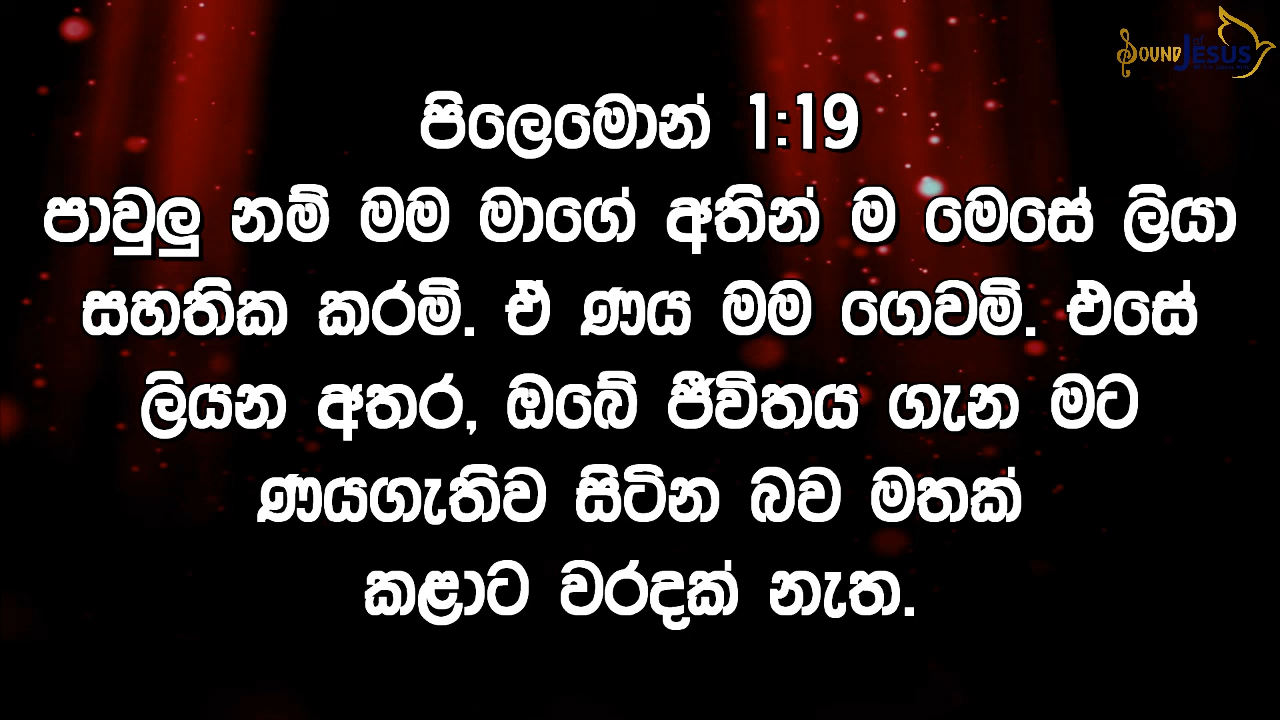 Sound of Jesus
පිලෙමොන් 1:19
පාවුලු නම් මම මාගේ අතින් ම මෙසේ ලියා
සහතික කරමි. ඒ ණය මම ගෙවමි. එසේ
ලියන අතර, ඔබේ ජීවිතය ගැන මට
ණයගැතිව සිටින බව මතක්
කළාට වරදක් නැත.